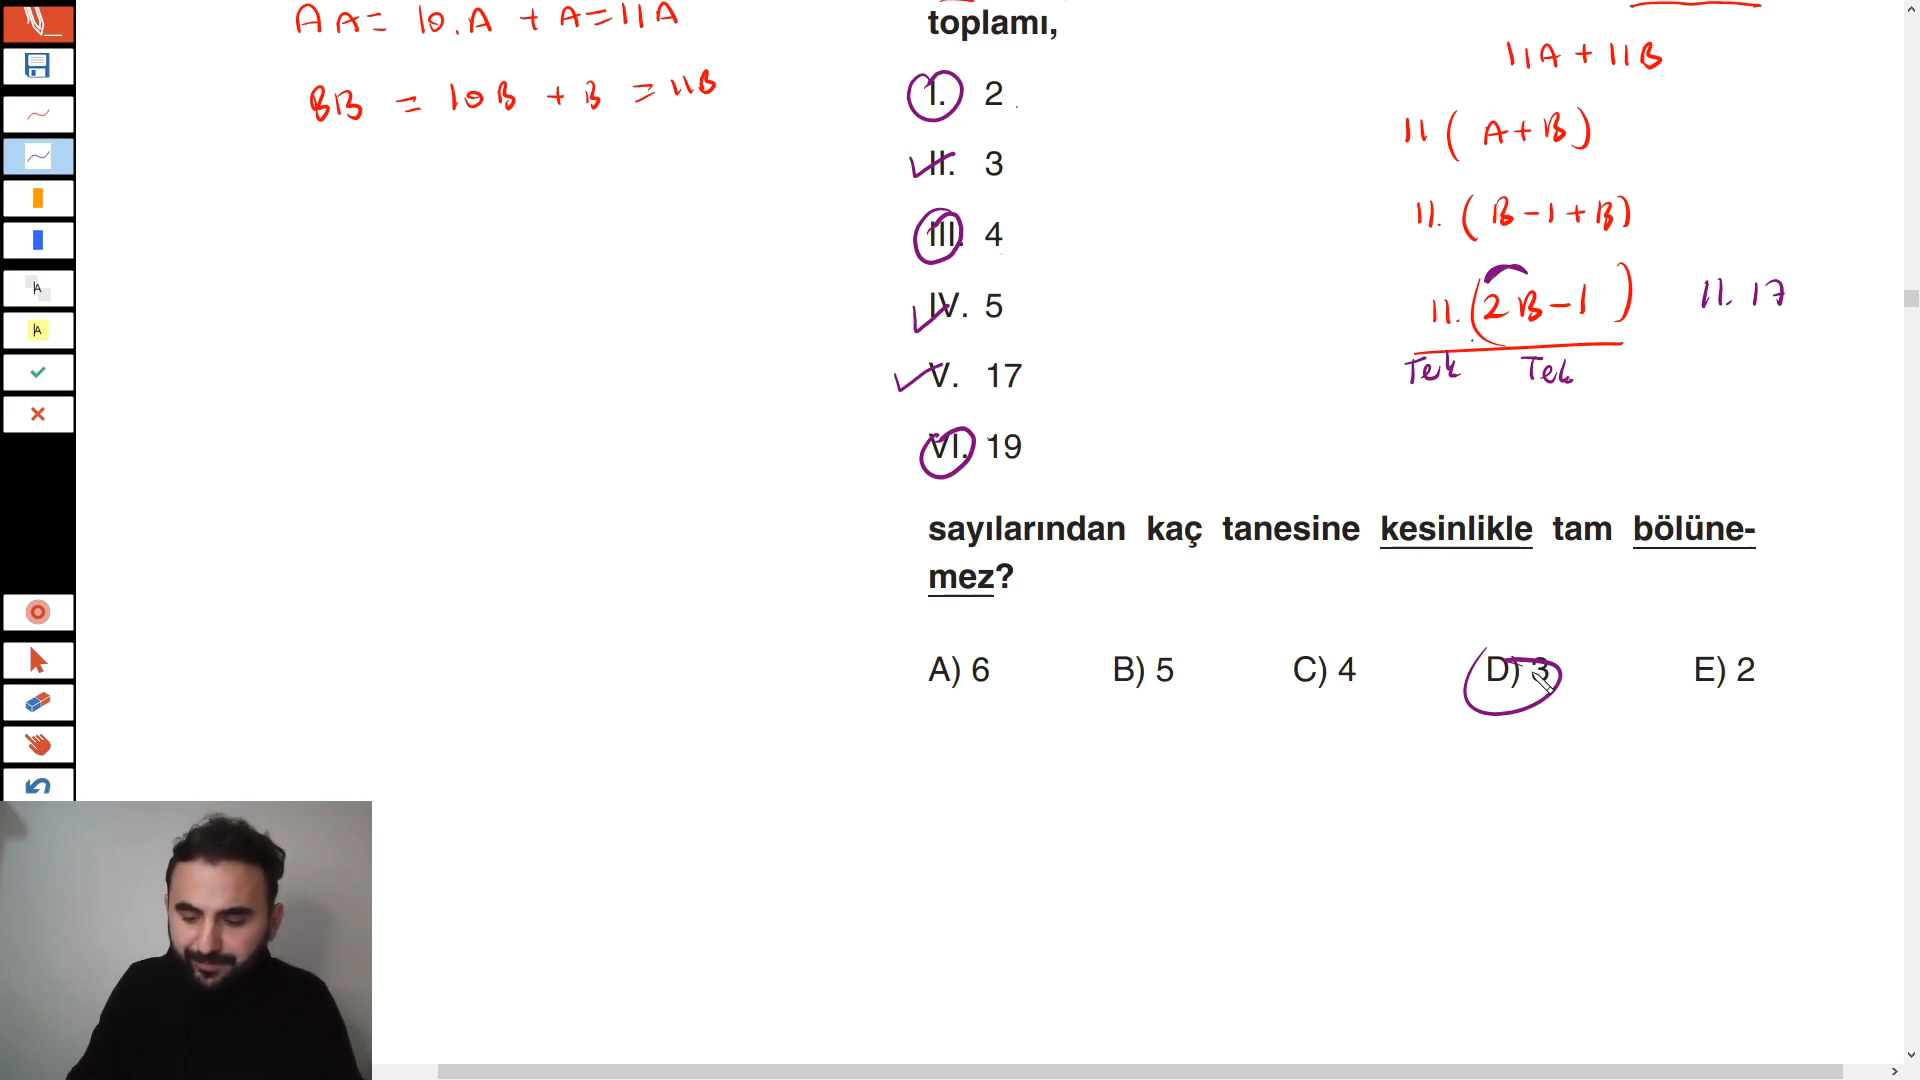 AA = 10.A + A = 11A
BB = 10B + B = 11B
toplamı,
I. 2
II. 3
III. 4
IV. 5
V. 17
VI. 19
sayılarından kaç tanesine kesinlikle tam bölüne-
mez?
A) 6 B) 5 C) 4 D) 3 E) 2
11A + 11B
11 ( A + B )
11. ( B - 1 + B )
11. ( 2B - 1 ) 11. 17
Tek Tek